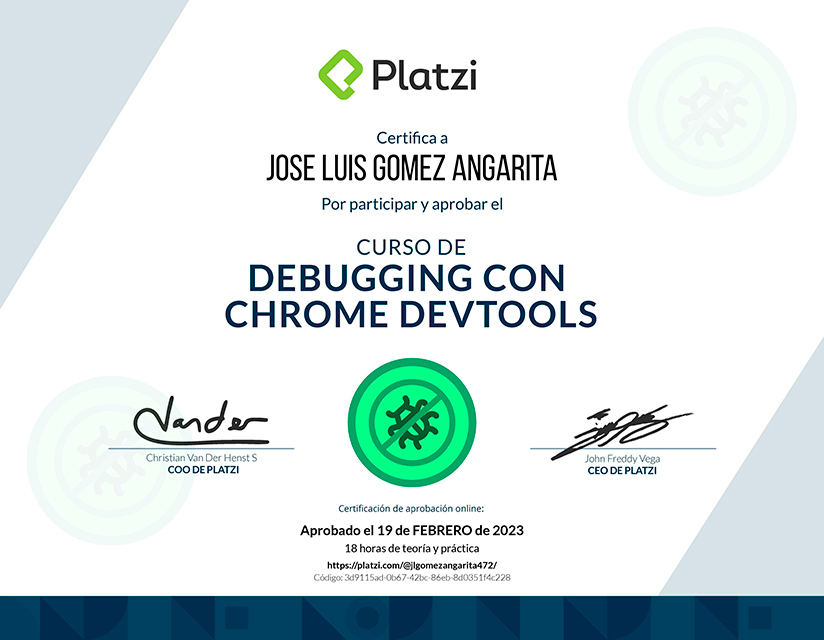 Platzi
Certifica a
JOSE LUIS GOMEZ ANGARITA
Por participar y aprobar el
CURSO DE
DEBUGGING CON
CHROME DEVTOOLS
Vander
Christian Van Der Henst S
COO DE PLATZI
John Freddy Vega
CEO DE PLATZI
Certificación de aprobación online:
Aprobado el 19 de FEBRERO de 2023
18 horas de teoría y práctica
https://platzi.com/@jlgomezangarita472/
Código: 3d9115ad-0b67-42bc-86eb-8d0351f4c228